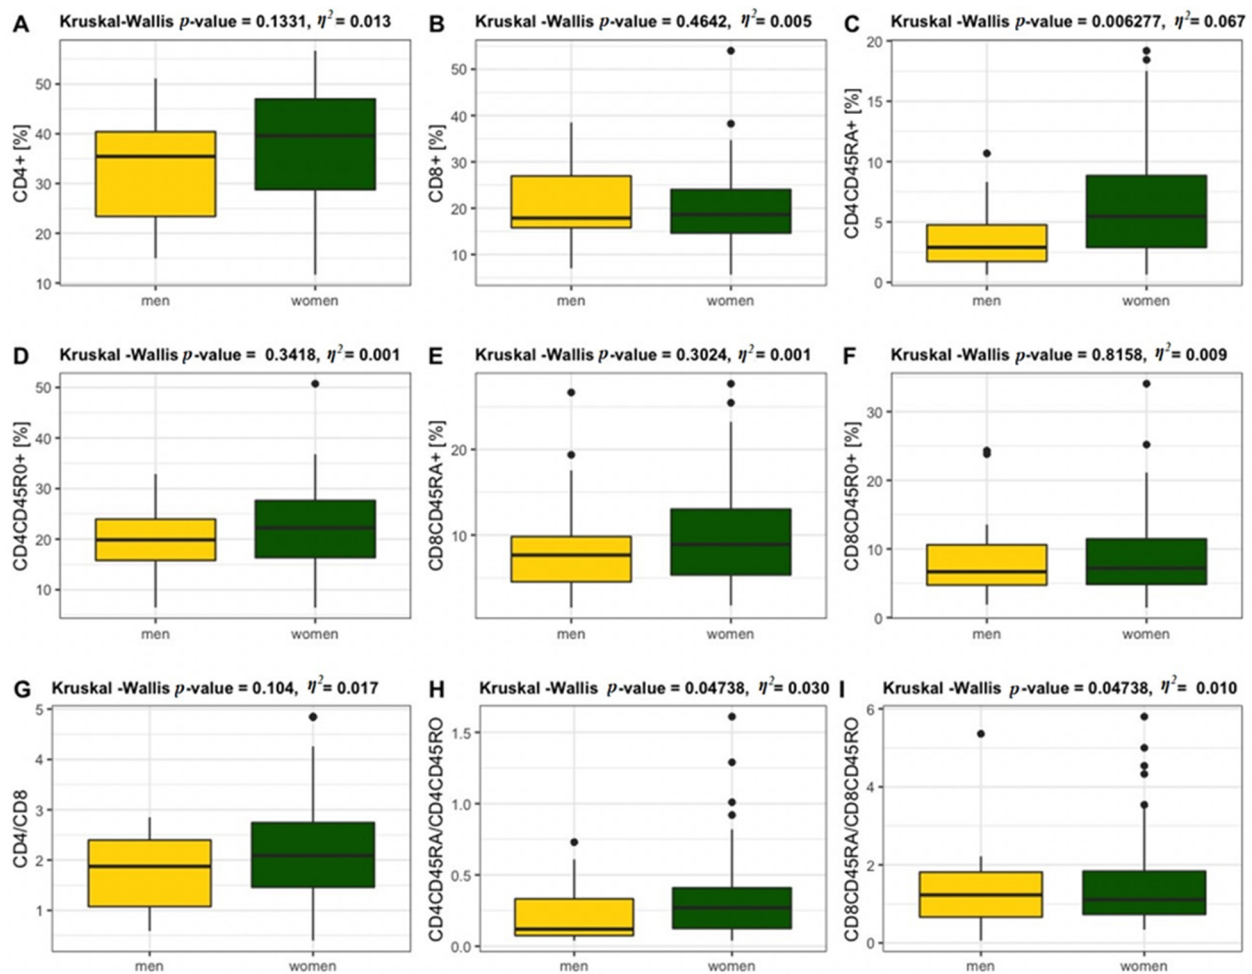 A Kruskal-Wallis p-value = 0.1331, η² = 0.013
CD4+ [%]
50
40
30
20
10
men women
B Kruskal -Wallis p-value = 0.4642, η² = 0.005
CD8+ [%]
50
40
30
20
10
men women
C Kruskal -Wallis p-value = 0.006277, η² = 0.067
CD4CD45RA+ [%]
20
15
10
5
0
men women
D Kruskal -Wallis p-value = 0.3418, η² = 0.001
CD4CD45R0+ [%]
50
40
30
20
10
men women
E Kruskal -Wallis p-value = 0.3024, η² = 0.001
CD8CD45RA+ [%]
20
10
men women
F Kruskal -Wallis p-value = 0.8158, η² = 0.009
CD8CD45R0+ [%]
30
20
10
0
men women
G Kruskal -Wallis p-value = 0.104, η² = 0.017
CD4/CD8
5
4
3
2
1
men women
H Kruskal -Wallis p-value = 0.04738, η² = 0.030
CD4CD45RA/CD4CD45RO
1.5
1.0
0.5
0.0
men women
I Kruskal -Wallis p-value = 0.04738, η² = 0.010
CD8CD45RA/CD8CD45RO
6
4
2
0
men women